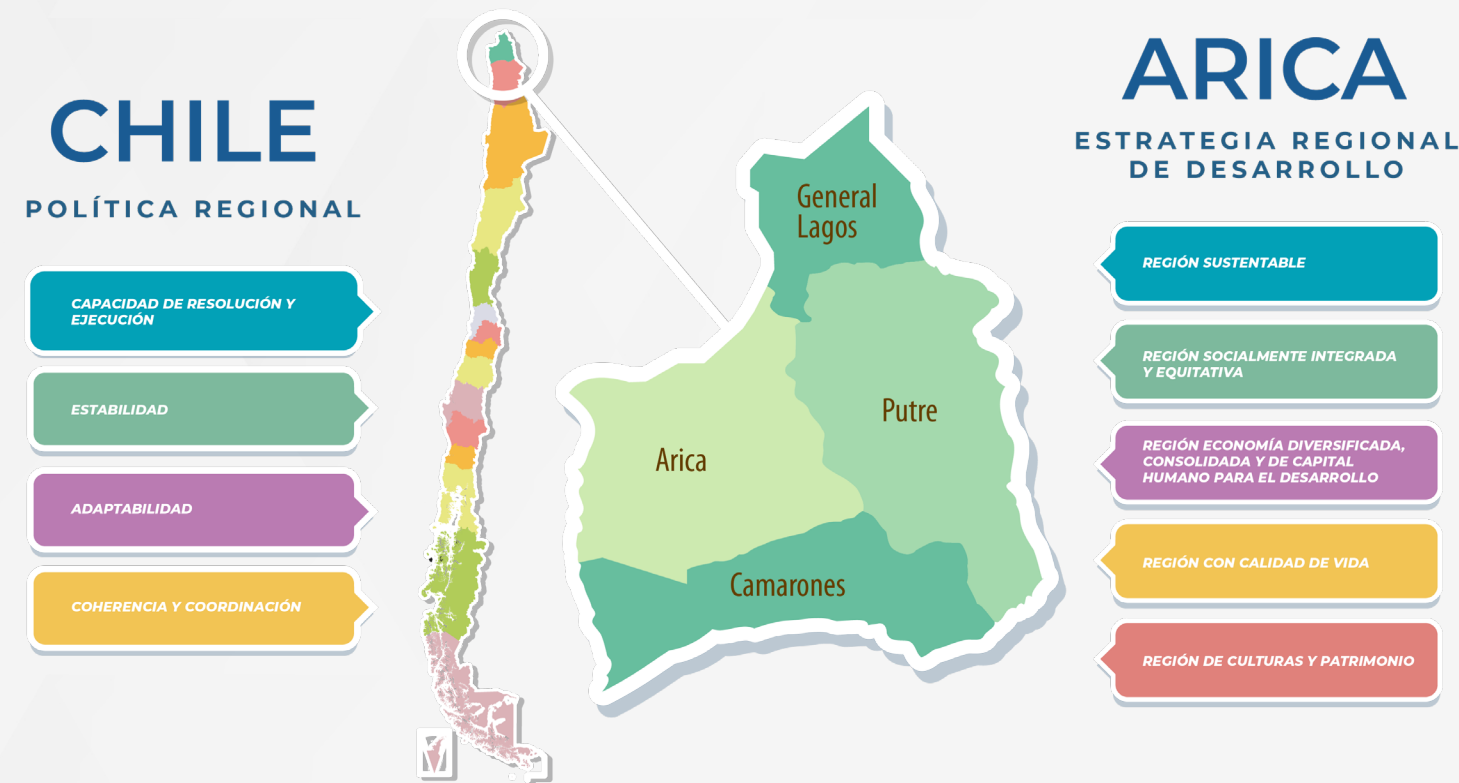 CHILE
POLÍTICA REGIONAL
CAPACIDAD DE RESOLUCIÓN Y
EJECUCIÓN
ESTABILIDAD
ADAPTABILIDAD
COHERENCIA Y COORDINACIÓN
General
Lagos
Putre
Arica
Camarones
ARICA
ESTRATEGIA REGIONAL
DE DESARROLLO
REGIÓN SUSTENTABLE
REGIÓN SOCIALMENTE INTEGRADA
Y EQUITATIVA
REGIÓN ECONOMÍA DIVERSIFICADA,
CONSOLIDADA Y DE CAPITAL
HUMANO PARA EL DESARROLLO
REGIÓN CON CALIDAD DE VIDA
REGIÓN DE CULTURAS Y PATRIMONIO